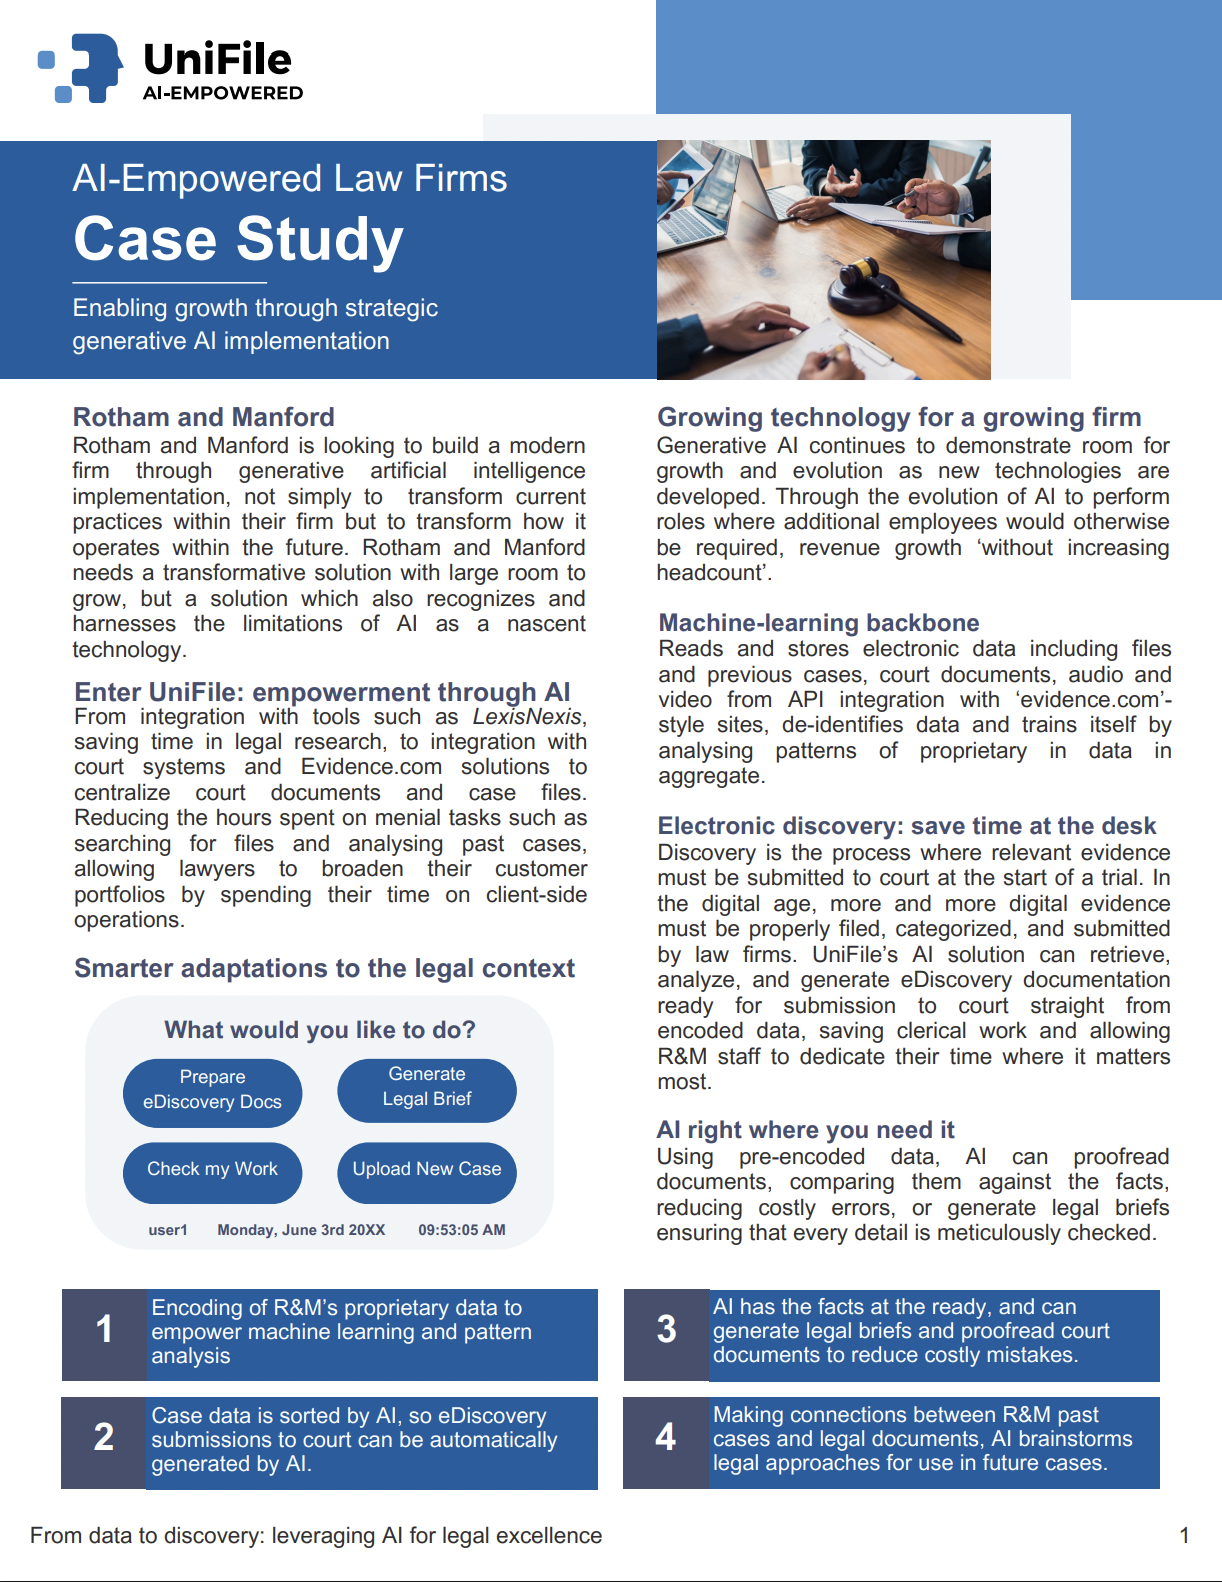 UniFile
AI-EMPOWERED
AI-Empowered Law Firms
Case Study
Enabling growth through strategic
generative AI implementation
Rotham and Manford
Rotham and Manford is looking to build a modern
firm through generative artificial intelligence
implementation, not simply to transform current
practices within their firm but to transform how it
operates within the future. Rotham and Manford
needs a transformative solution with large room to
grow, but a solution which also recognizes and
harnesses the limitations of AI as a nascent
technology.
Enter UniFile: empowerment through AI
From integration with tools such as LexisNexis,
saving time in legal research, to integration with
court systems and Evidence.com solutions to
centralize court documents and case files.
Reducing the hours spent on menial tasks such as
searching for files and analysing past cases,
allowing lawyers to broaden their customer
portfolios by spending their time on client-side
operations.
Smarter adaptations to the legal context
What would you like to do?
Prepare
eDiscovery Docs
Generate
Legal Brief
Check my Work
Upload New Case
user1 Monday, June 3rd 20XX 09:53:05 AM
Growing technology for a growing firm
Generative AI continues to demonstrate room for
growth and evolution as new technologies are
developed. Through the evolution of AI to perform
roles where additional employees would otherwise
be required, revenue growth ‘without increasing
headcount’.
Machine-learning backbone
Reads and stores electronic data including files
and previous cases, court documents, audio and
video from API integration with ‘evidence.com’-
style sites, de-identifies data and trains itself by
analysing patterns of proprietary in data in
aggregate.
Electronic discovery: save time at the desk
Discovery is the process where relevant evidence
must be submitted to court at the start of a trial. In
the digital age, more and more digital evidence
must be properly filed, categorized, and submitted
by law firms. UniFile’s AI solution can retrieve,
analyze, and generate eDiscovery documentation
ready for submission to court straight from
encoded data, saving clerical work and allowing
R&M staff to dedicate their time where it matters
most.
AI right where you need it
Using pre-encoded data, AI can proofread
documents, comparing them against the facts,
reducing costly errors, or generate legal briefs
ensuring that every detail is meticulously checked.
1
Encoding of R&M’s proprietary data to
empower machine learning and pattern
analysis
2
Case data is sorted by AI, so eDiscovery
submissions to court can be automatically
generated by AI.
3
AI has the facts at the ready, and can
generate legal briefs and proofread court
documents to reduce costly mistakes.
4
Making connections between R&M past
cases and legal documents, AI brainstorms
legal approaches for use in future cases.
From data to discovery: leveraging AI for legal excellence
1